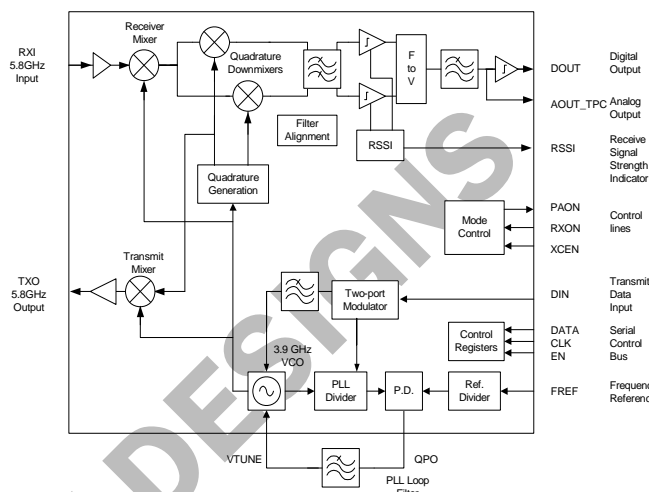 RXI
5.8GHz
Input
Receiver
Mixer
Quadrature
Downmixers
F
to
V
DOUT
Digital
Output
AOUT_TPC
Analog
Output
Filter
Alignment
RSSI
RSSI
Receive
Signal
Strength
Indicator
Quadrature
Generation
Mode
Control
PAON
RXON
XCEN
Control
lines
Transmit
Mixer
TXO
5.8GHz
Output
Two-port
Modulator
DIN
Transmit
Data
Input
Control
Registers
DATA
CLK
EN
Serial
Control
Bus
3.9 GHz
VCO
PLL
Divider
P.D.
Ref.
Divider
FREF
Frequency
Reference
VTUNE
QPO
PLL Loop
Filter
DESIGNS